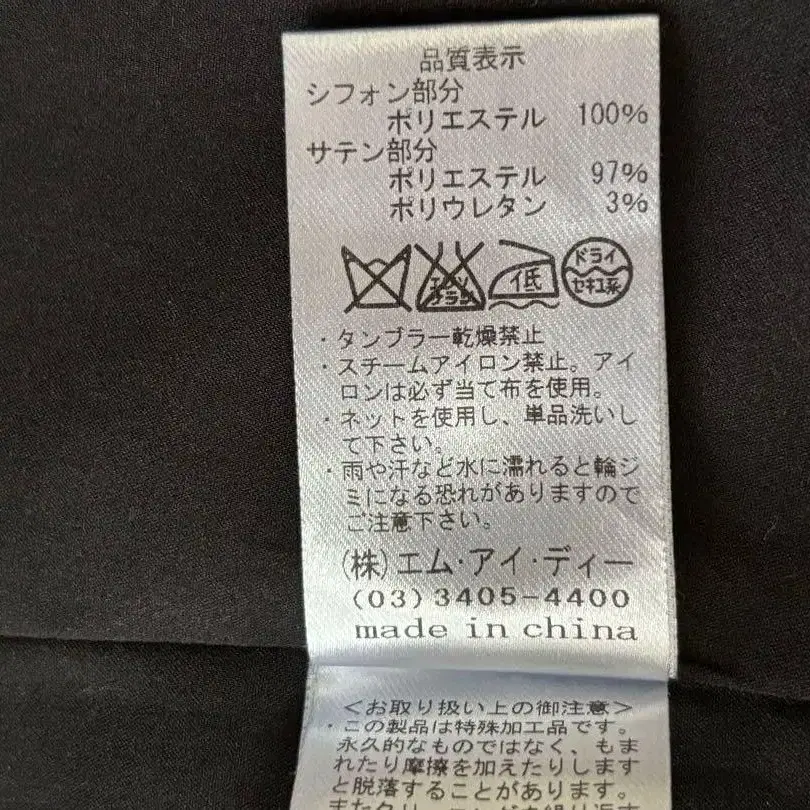 品質表示
シフォン部分
ポリエステル 100%
サテン部分
ポリエステル 97%
ポリウレタン 3%
エンソ サラシ 低 ドライ
セキユ系
・タンブラー乾燥禁止
・スチームアイロン禁止。アイ
ロンは必ず当て布を使用。
・ネットを使用し、単品洗いし
て下さい。
・雨や汗など水に濡れると輪ジ
ミになる恐れがありますので
ご注意下さい。
(株)エム・アイ・ディー
(03)3405-4400
made in china
<お取り扱い上の御注意>
・この製品は特殊加工品です。
永久的なものではなく、もま
れたり摩擦を加えたりします
と脱落することがあります。